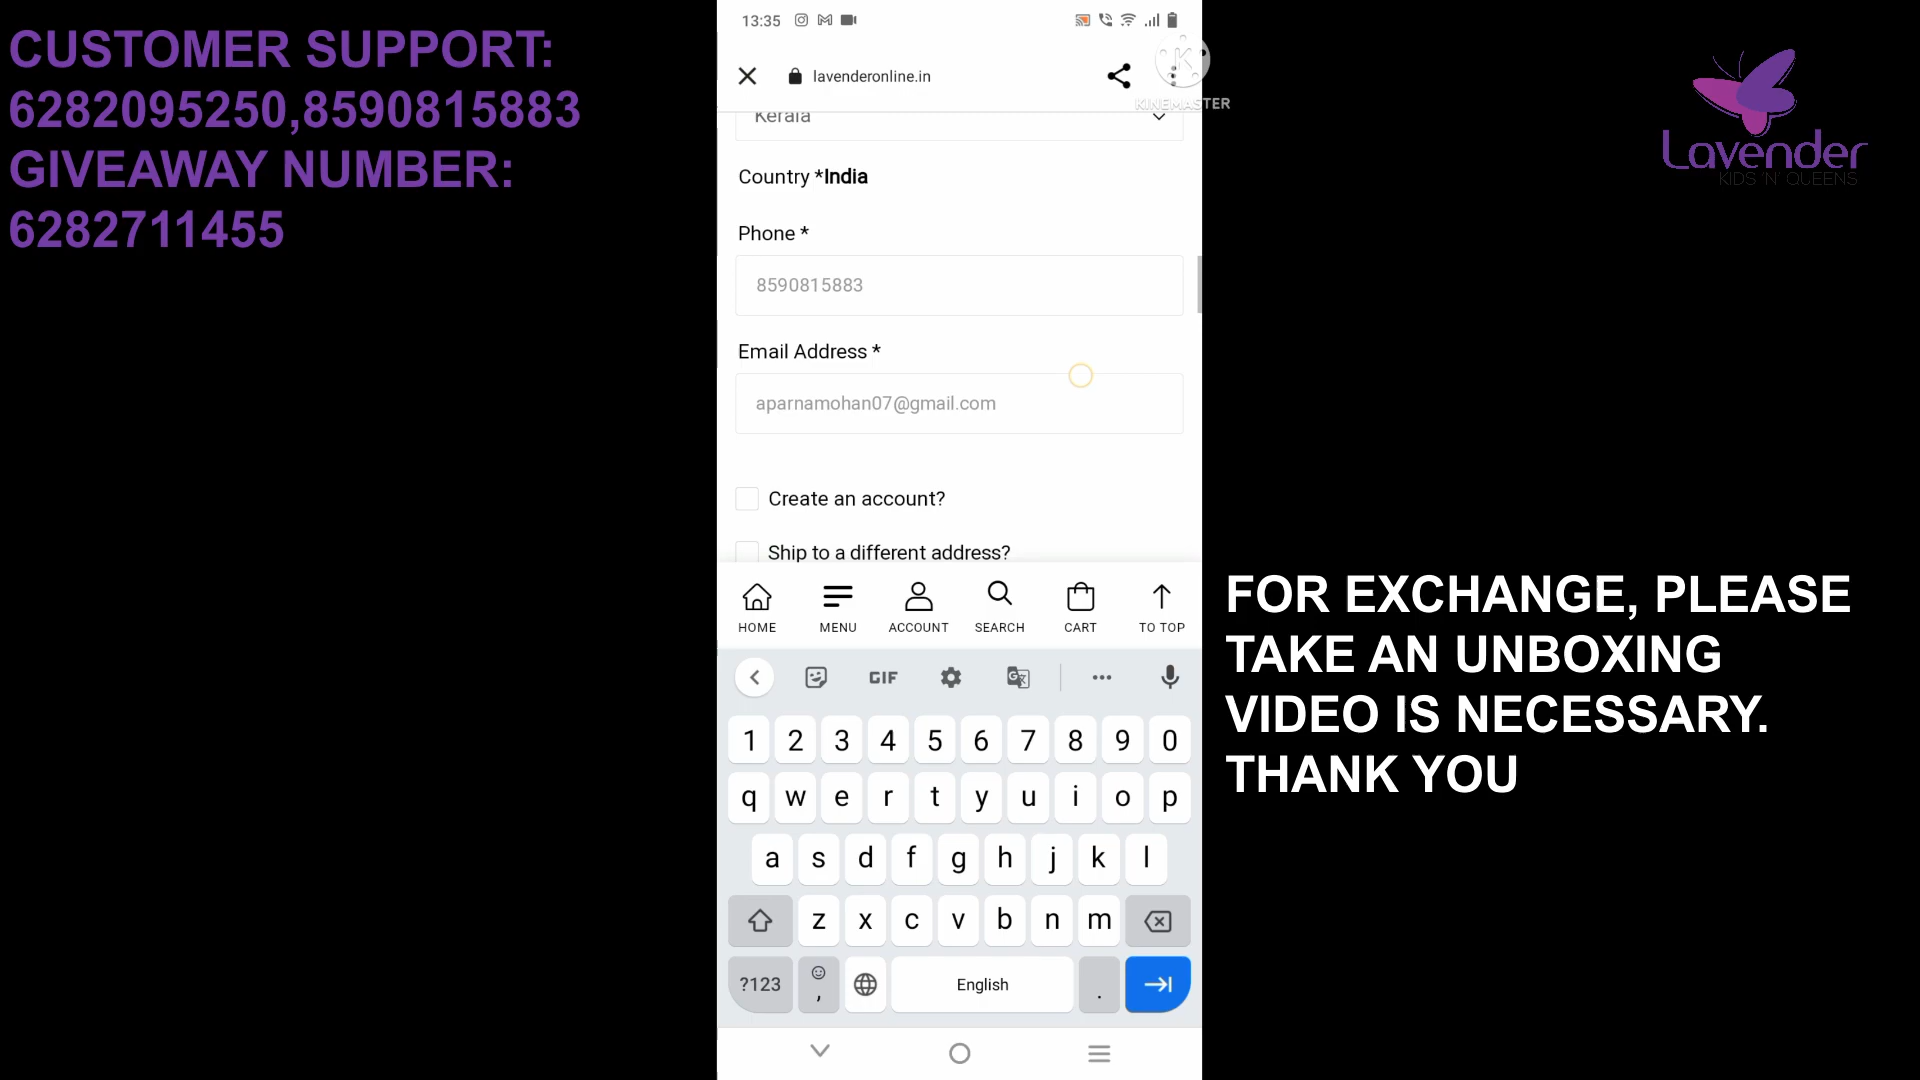 CUSTOMER SUPPORT:
6282095250,8590815883
GIVEAWAY NUMBER:
6282711455
13:35
lavenderonline.in
KINEMASTER
Kerala
Country *India
Phone *
8590815883
Email Address *
aparnamohan07@gmail.com
Create an account?
Ship to a different address?
HOME MENU ACCOUNT SEARCH CART TO TOP
GIF
1 2 3 4 5 6 7 8 9 0
q w e r t y u i o p
a s d f g h j k l
z x c v b n m
?123 , English .
Lavender
KIDS 'N' QUEENS
FOR EXCHANGE, PLEASE
TAKE AN UNBOXING
VIDEO IS NECESSARY.
THANK YOU